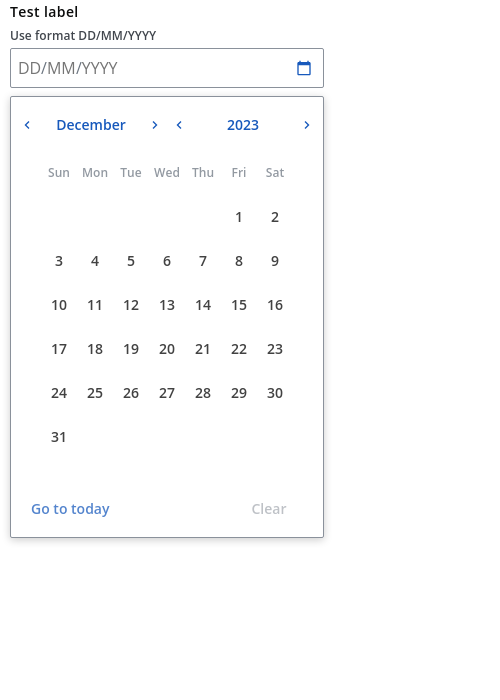 Test label
Use format DD/MM/YYYY
DD/MM/YYYY
December 2023
Sun Mon Tue Wed Thu Fri Sat
1 2
3 4 5 6 7 8 9
10 11 12 13 14 15 16
17 18 19 20 21 22 23
24 25 26 27 28 29 30
31
Go to today Clear